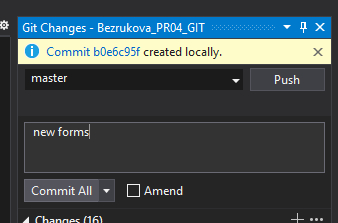 Git Changes - Bezrukova_PR04_GIT
Commit b0e6c95f created locally.
master
Push
new forms
Commit All
Amend
Changes (16)